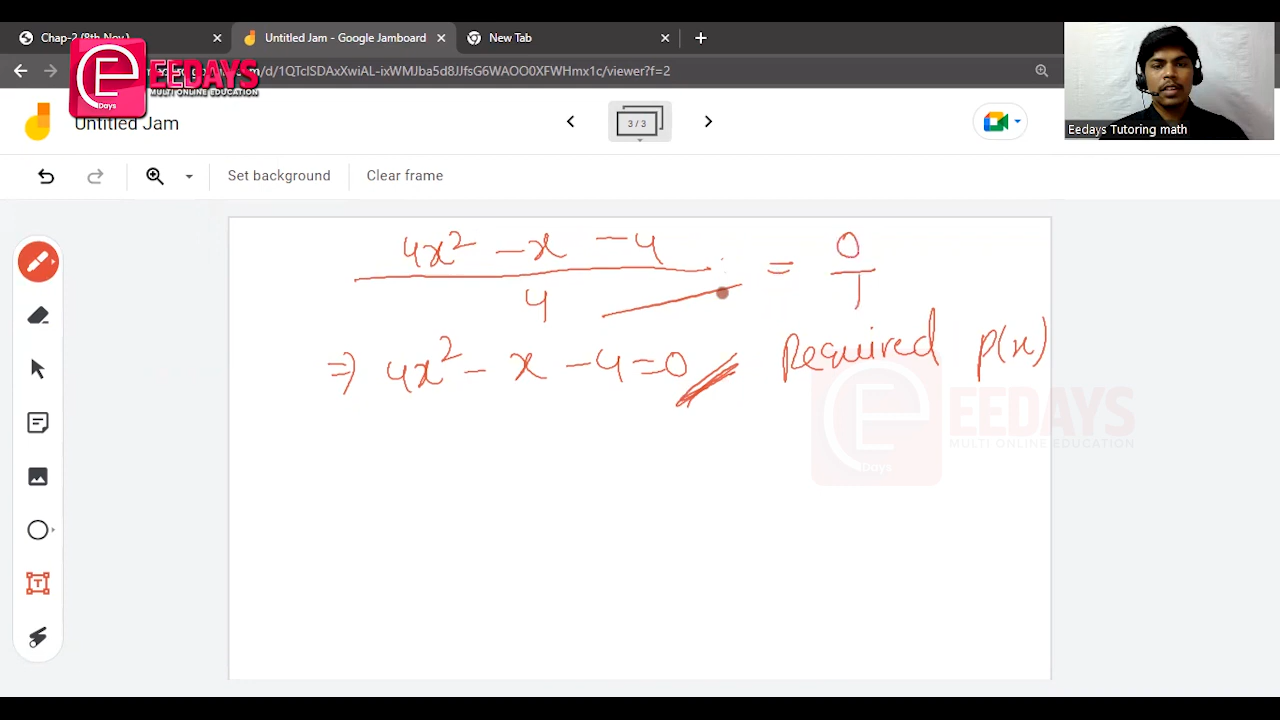 Chap-2 (8th Nov)
Untitled Jam - Google Jamboard
New Tab
/d/1QTclSDAxXwiAL-ixWMJba5d8JJfsG6WAOO0XFWHmx1c/viewer?f=2
EEDAYS
MULTI ONLINE EDUCATION
Days
Untitled Jam
3 / 3
Eedays Tutoring math
Set background
Clear frame
4x² - x - 4
4
= 0/1
⇒ 4x² - x - 4 = 0 Required p(x)
EEDAYS
MULTI ONLINE EDUCATION
Days